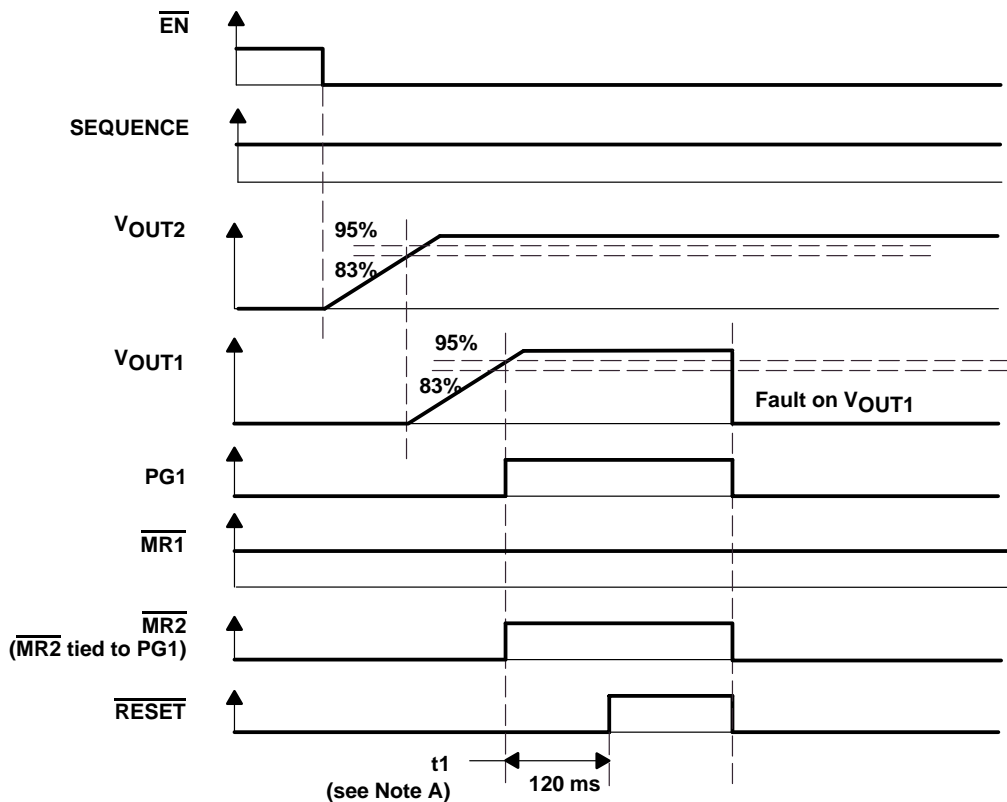 EN
SEQUENCE
VOUT2
95%
83%
VOUT1
95%
83%
Fault on VOUT1
PG1
MR1
MR2
(MR2 tied to PG1)
RESET
t1
(see Note A)
120 ms